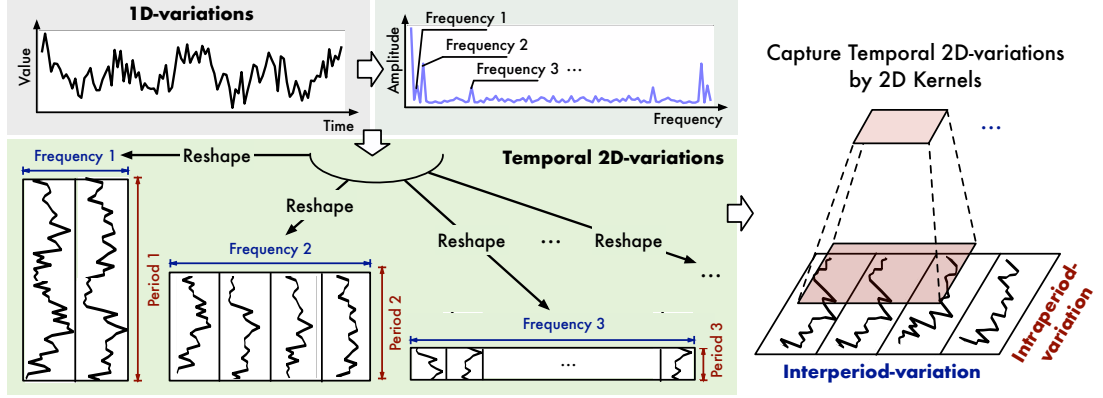 1D-variations
Value
Time
Amplitude
Frequency 1
Frequency 2
Frequency 3 ...
Frequency
Temporal 2D-variations
Frequency 1
Reshape
Period 1
Reshape
Frequency 2
Period 2
Reshape
...
Reshape
...
Frequency 3
...
Period 3
Capture Temporal 2D-variations
by 2D Kernels
...
Interperiod-variation
Intraperiod-
variation